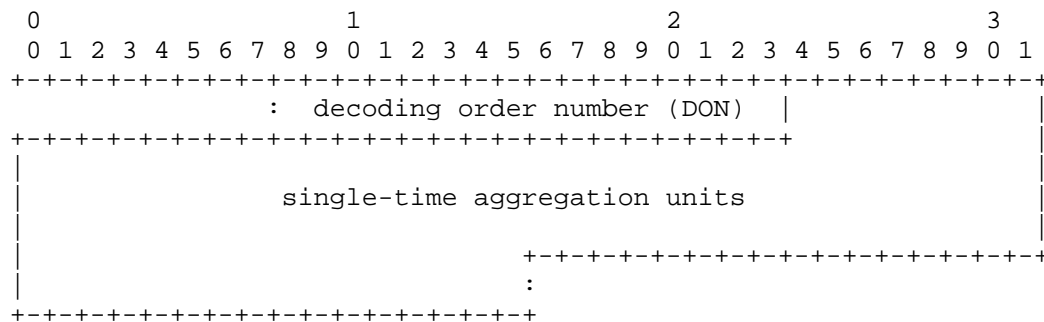 0                   1                   2                   3
0 1 2 3 4 5 6 7 8 9 0 1 2 3 4 5 6 7 8 9 0 1 2 3 4 5 6 7 8 9 0 1
+-+-+-+-+-+-+-+-+-+-+-+-+-+-+-+-+-+-+-+-+-+-+-+-+-+-+-+-+-+-+-+-+
                :  decoding order number (DON)  |               |
+-+-+-+-+-+-+-+-+-+-+-+-+-+-+-+-+-+-+-+-+-+-+-+-+               |
|                                                               |
|                single-time aggregation units                  |
|                                                               |
|                               +-+-+-+-+-+-+-+-+-+-+-+-+-+-+-+-+
|                               :
+-+-+-+-+-+-+-+-+-+-+-+-+-+-+-+-+